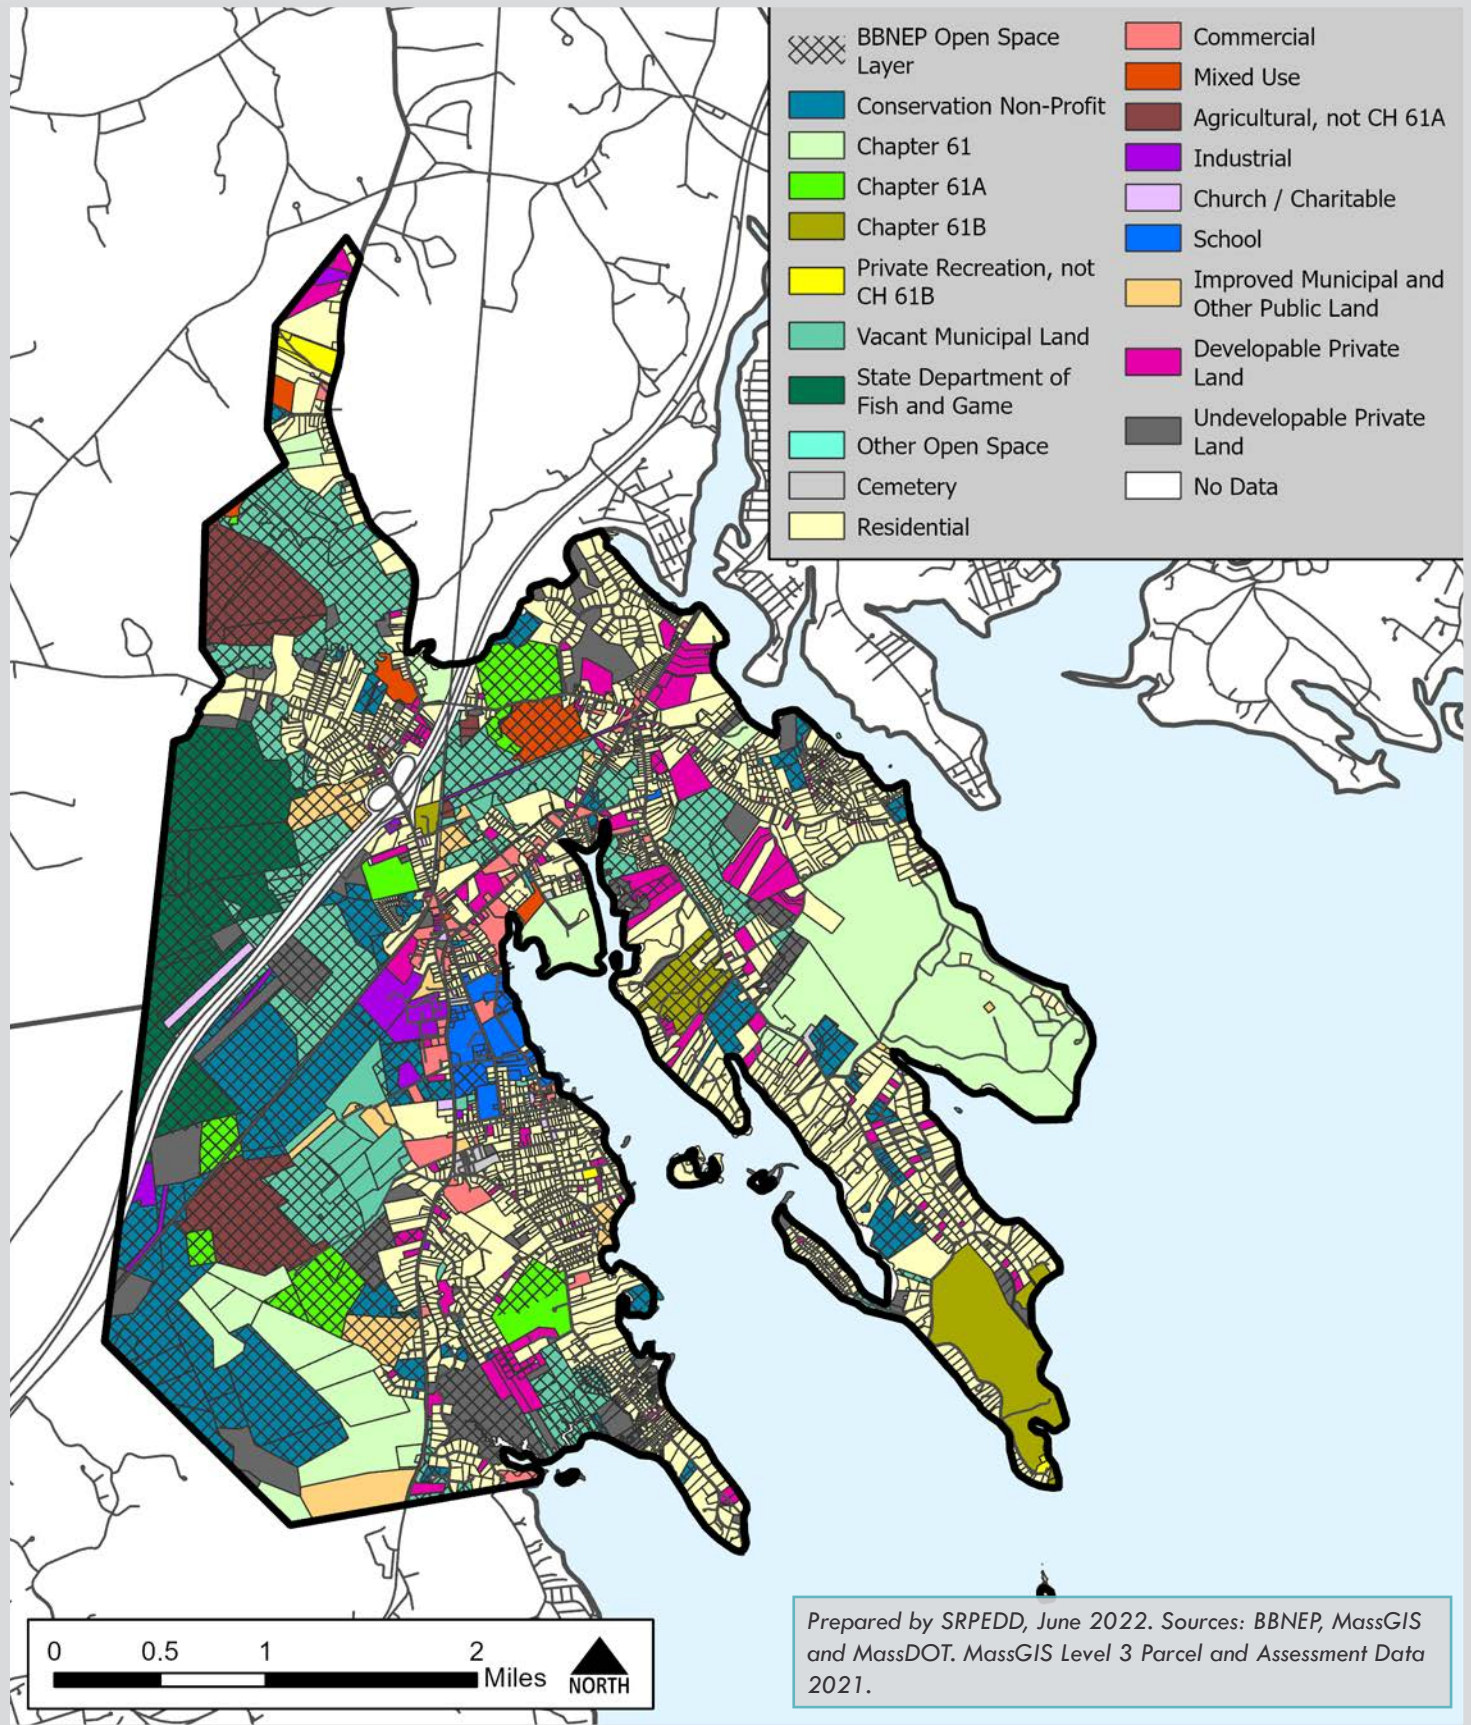 BBNEP Open Space
Layer
Conservation Non-Profit
Chapter 61
Chapter 61A
Chapter 61B
Private Recreation, not
CH 61B
Vacant Municipal Land
State Department of
Fish and Game
Other Open Space
Cemetery
Residential
Commercial
Mixed Use
Agricultural, not CH 61A
Industrial
Church / Charitable
School
Improved Municipal and
Other Public Land
Developable Private
Land
Undevelopable Private
Land
No Data
0 0.5 1 2
Miles
NORTH
Prepared by SRPEDD, June 2022. Sources: BBNEP, MassGIS
and MassDOT. MassGIS Level 3 Parcel and Assessment Data
2021.